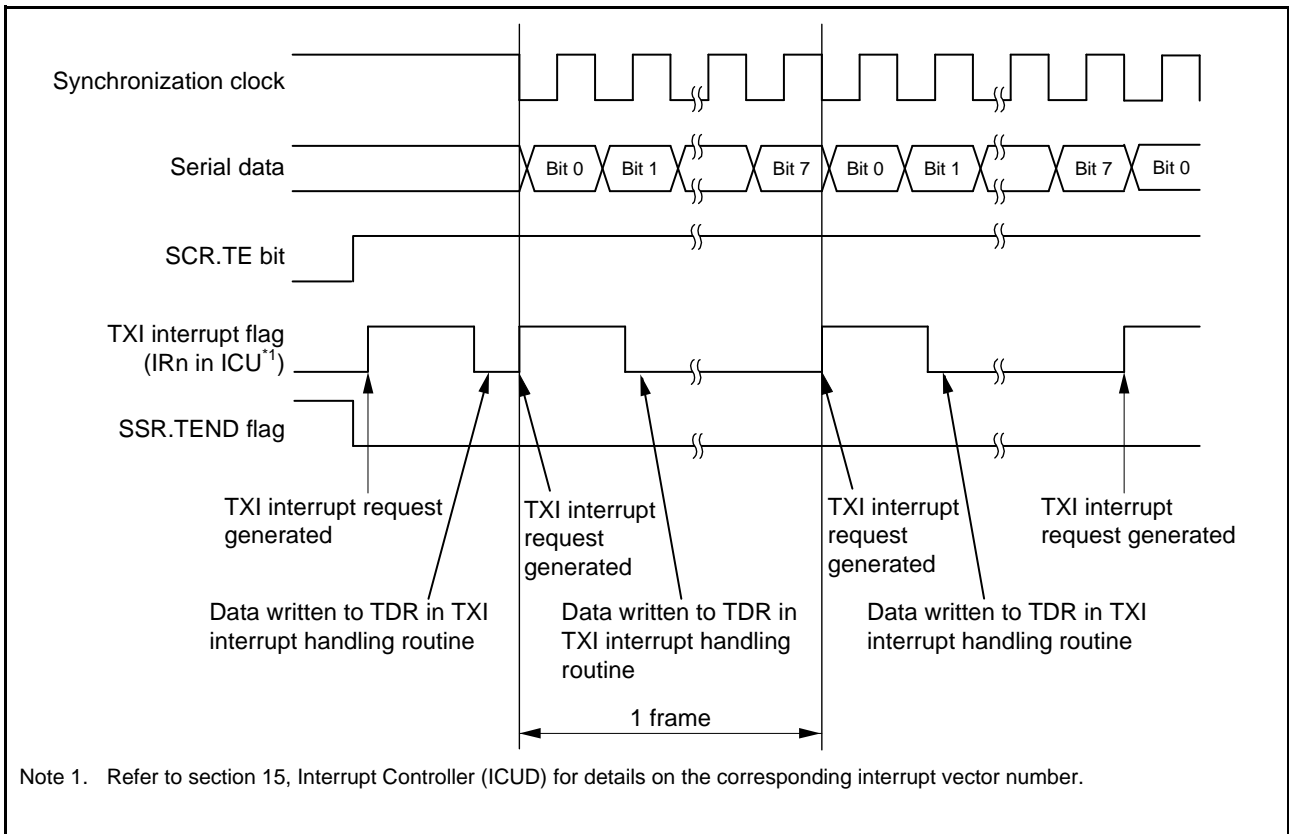 Synchronization clock
Serial data
Bit 0 Bit 1 Bit 7 Bit 0 Bit 1 Bit 7 Bit 0
SCR.TE bit
TXI interrupt flag
(IRn in ICU*1)
SSR.TEND flag
TXI interrupt request
generated
TXI interrupt
request
generated
TXI interrupt
request
generated
TXI interrupt
request generated
Data written to TDR in TXI
interrupt handling routine
Data written to TDR in
TXI interrupt handling
routine
Data written to TDR in TXI
interrupt handling routine
1 frame
Note 1. Refer to section 15, Interrupt Controller (ICUD) for details on the corresponding interrupt vector number.